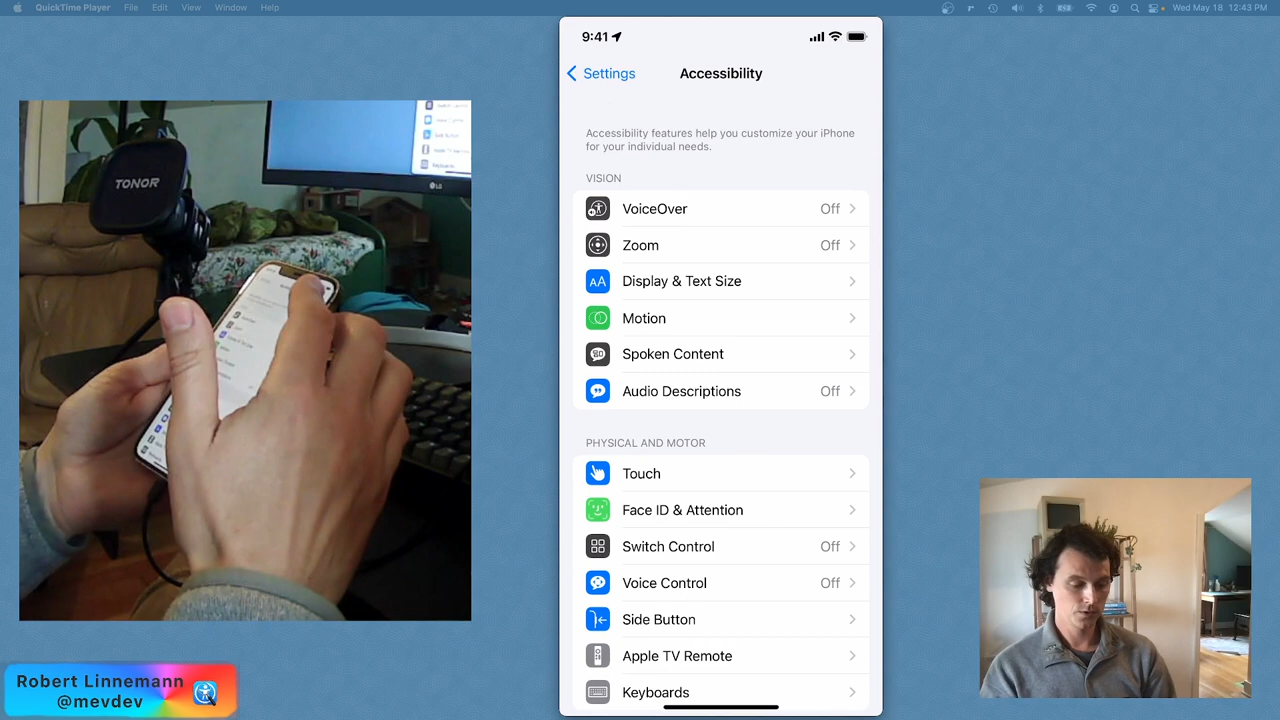 QuickTime Player File Edit View Window Help
Wed May 18 12:43 PM
TONOR
LG
9:41
Settings
Accessibility
Accessibility features help you customize your iPhone
for your individual needs.
VISION
VoiceOver Off
Zoom Off
Display & Text Size
Motion
Spoken Content
Audio Descriptions Off
PHYSICAL AND MOTOR
Touch
Face ID & Attention
Switch Control Off
Voice Control Off
Side Button
Apple TV Remote
Keyboards
Robert Linnemann
@mevdev